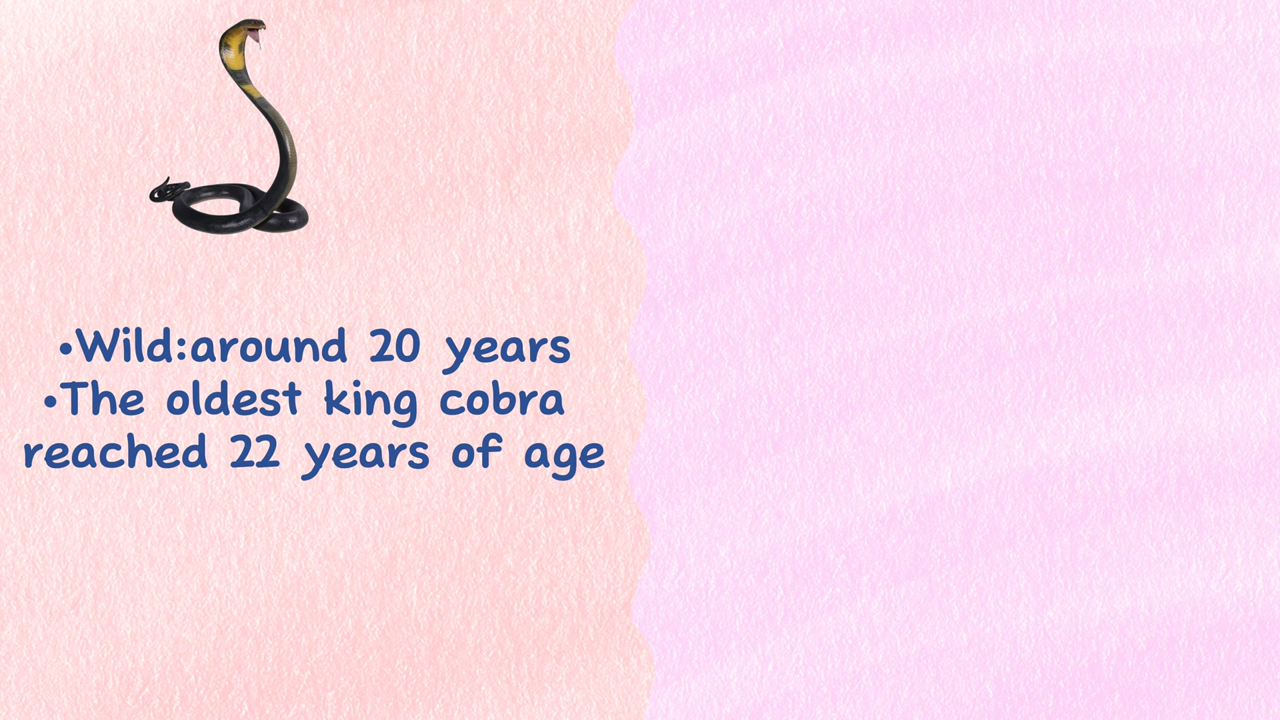 •Wild:around 20 years
•The oldest king cobra
reached 22 years of age